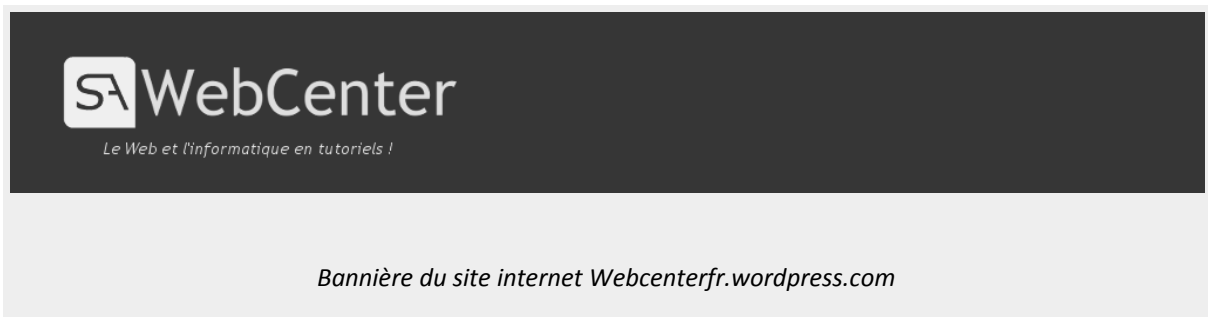 SA WebCenter
Le Web et l'informatique en tutoriels !
Bannière du site internet Webcenterfr.wordpress.com